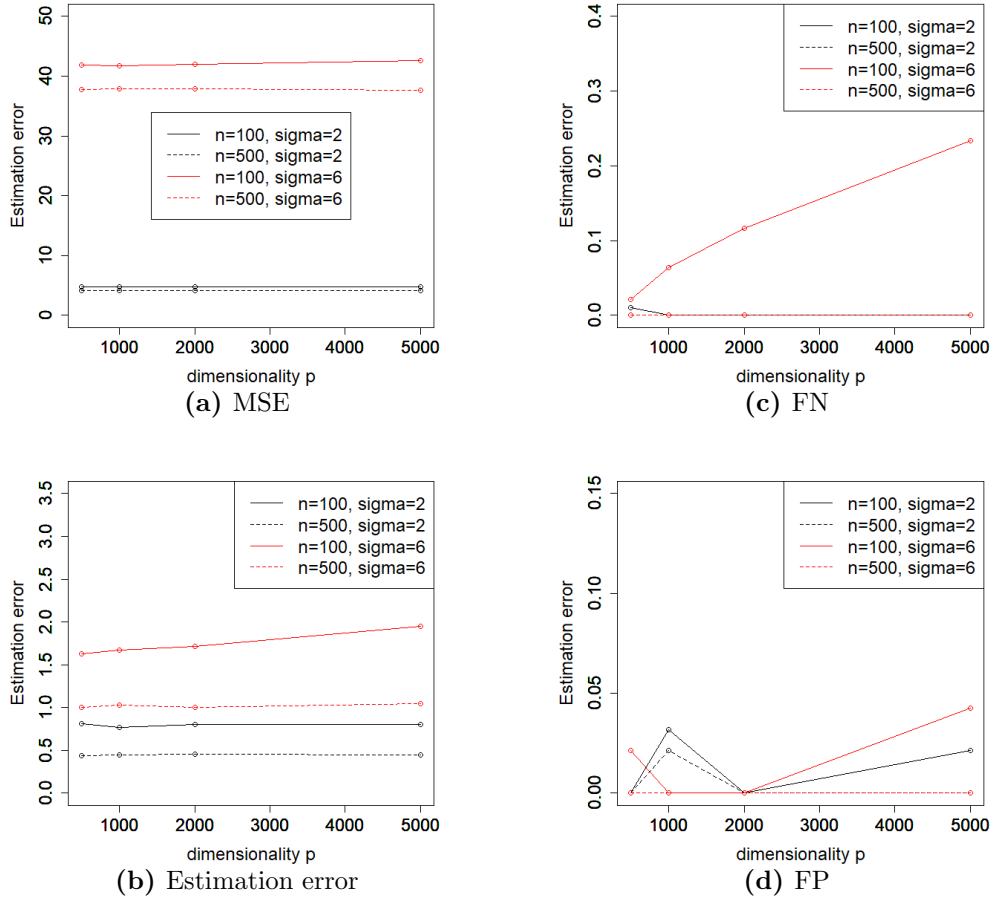 Estimation error
50
40
30
20
10
0
n=100, sigma=2
n=500, sigma=2
n=100, sigma=6
n=500, sigma=6
1000 2000 3000 4000 5000
dimensionality p
(a) MSE
Estimation error
0.4
0.3
0.2
0.1
0.0
n=100, sigma=2
n=500, sigma=2
n=100, sigma=6
n=500, sigma=6
1000 2000 3000 4000 5000
dimensionality p
(c) FN
Estimation error
3.5
3.0
2.5
2.0
1.5
1.0
0.5
0.0
n=100, sigma=2
n=500, sigma=2
n=100, sigma=6
n=500, sigma=6
1000 2000 3000 4000 5000
dimensionality p
(b) Estimation error
Estimation error
0.15
0.10
0.05
0.00
n=100, sigma=2
n=500, sigma=2
n=100, sigma=6
n=500, sigma=6
1000 2000 3000 4000 5000
dimensionality p
(d) FP